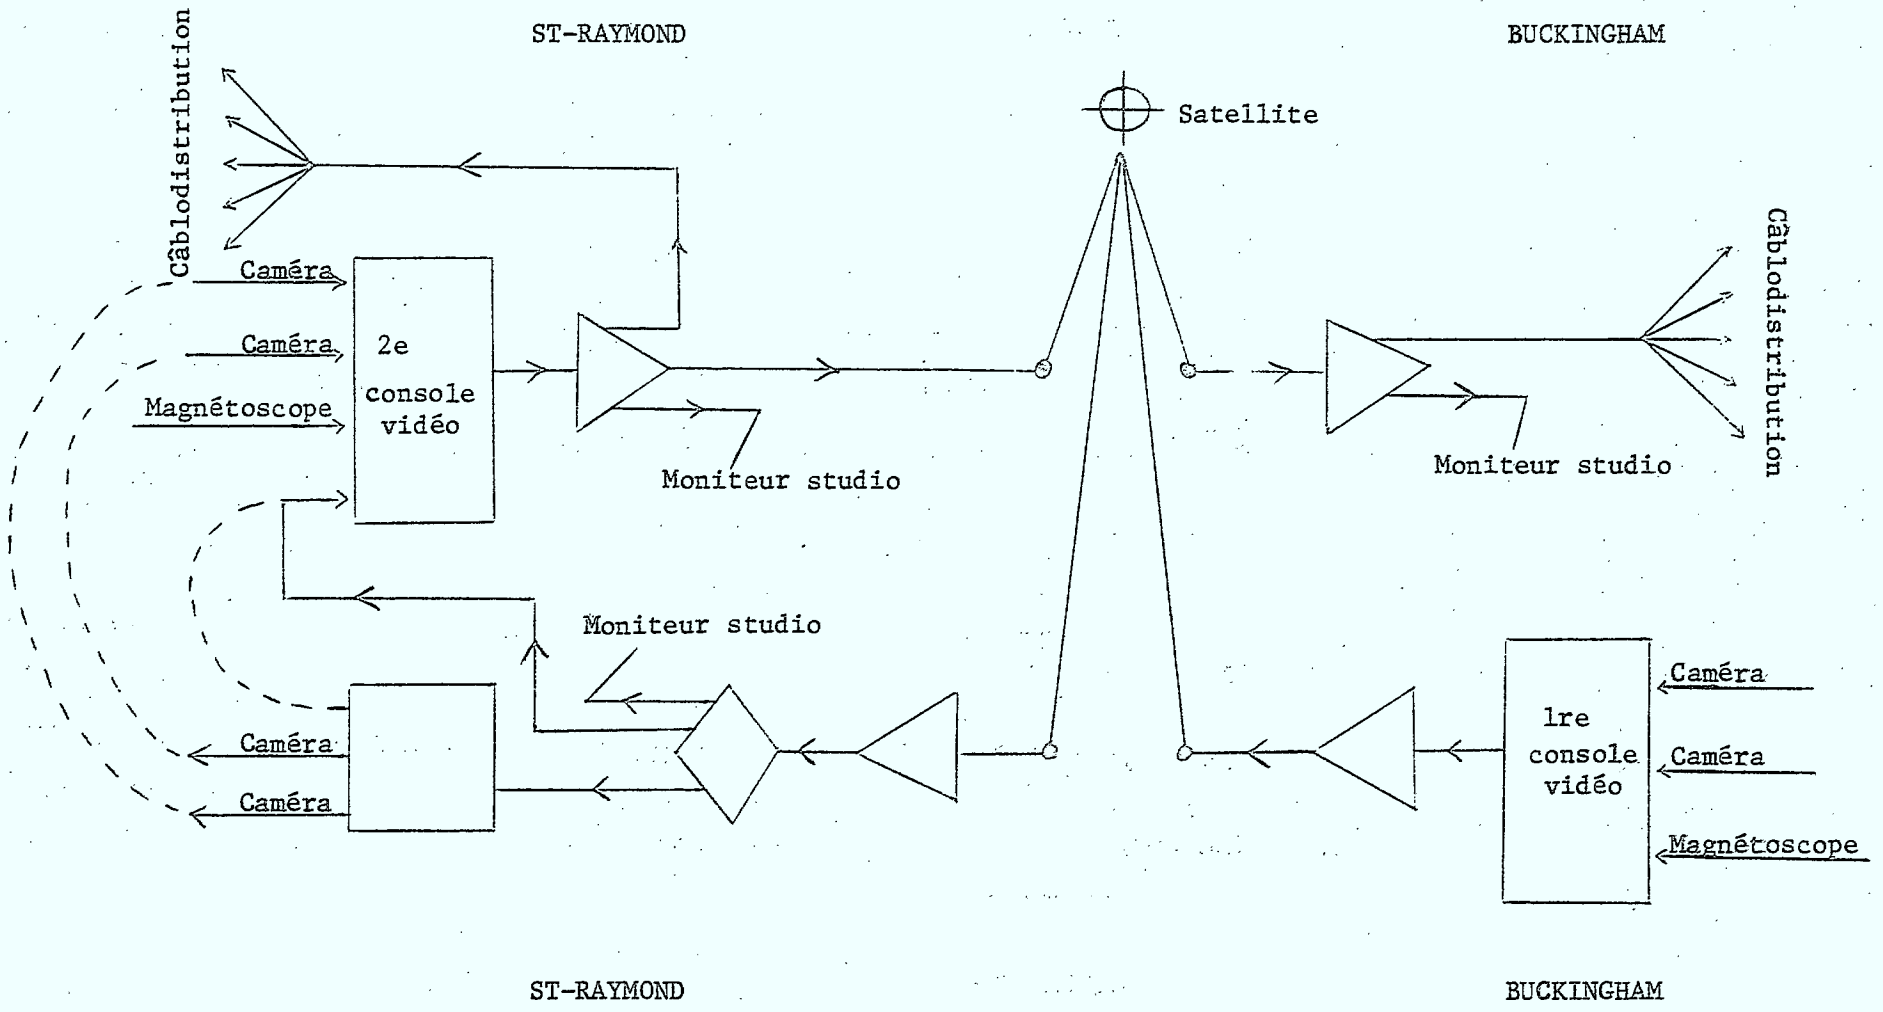 ST-RAYMOND
BUCKINGHAM
Câblodistribution
Satellite
Câblodistribution
Caméra
Caméra
Magnétoscope
2e
console
vidéo
Moniteur studio
Moniteur studio
Moniteur studio
Caméra
Caméra
1re
console
vidéo
Caméra
Caméra
Magnétoscope
ST-RAYMOND
BUCKINGHAM